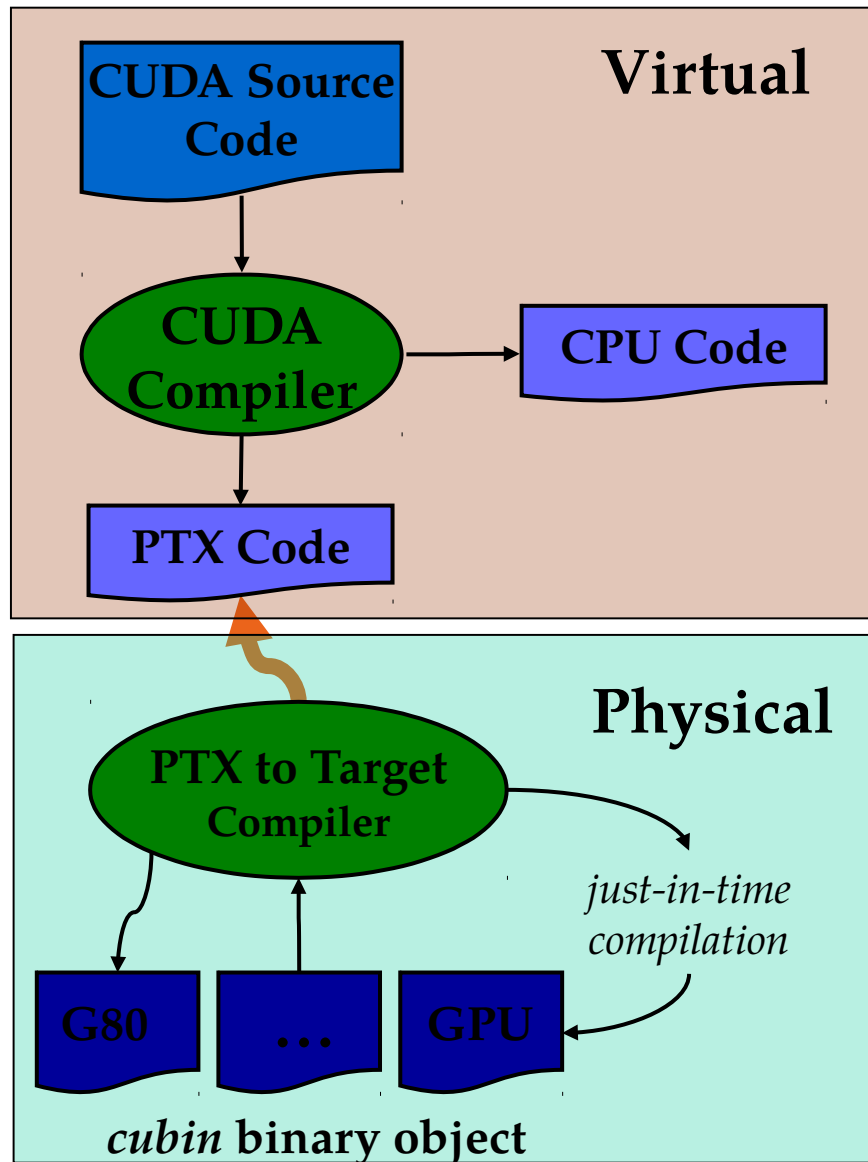 Virtual
CUDA Source
Code
CUDA
Compiler
CPU Code
PTX Code
Physical
PTX to Target
Compiler
just-in-time
compilation
G80
...
GPU
cubin binary object